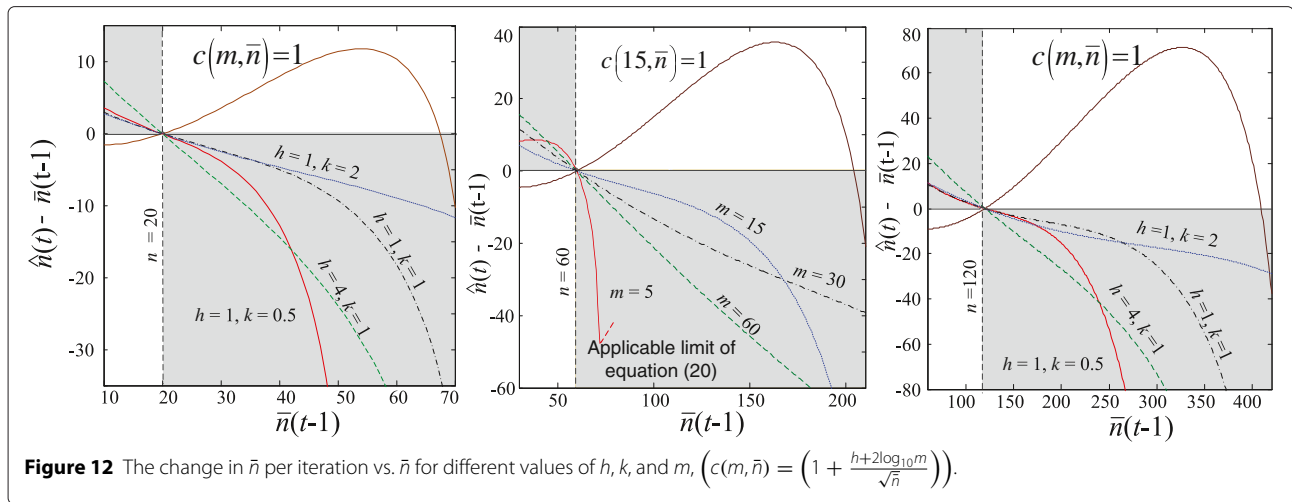 c(m,n̄)=1
n̂(t) - n̄(t-1)
10
0
-10
-20
-30
n = 20
h = 1, k = 2
h=1, k=1
h=4, k=1
h = 1, k = 0.5
10 20 30 40 50 60 70
n̄(t-1)
c(15,n̄)=1
n̂(t) - n̄(t-1)
40
20
0
-20
-40
-60
n = 60
m = 15
m = 30
m = 5
m=60
Applicable limit of
equation (20)
50 100 150 200
n̄(t-1)
c(m,n̄)=1
n̂(t) - n̄(t-1)
80
60
40
20
0
-20
-40
-60
-80
n=120
h=1, k = 2
h=1, k=1
h=4, k=1
h = 1, k = 0.5
100 150 200 250 300 350 400
n̄(t-1)
Figure 12 The change in n̄ per iteration vs. n̄ for different values of h, k, and m, (c(m, n̄) = (1 + (h+2log₁₀m)/√n̄)).